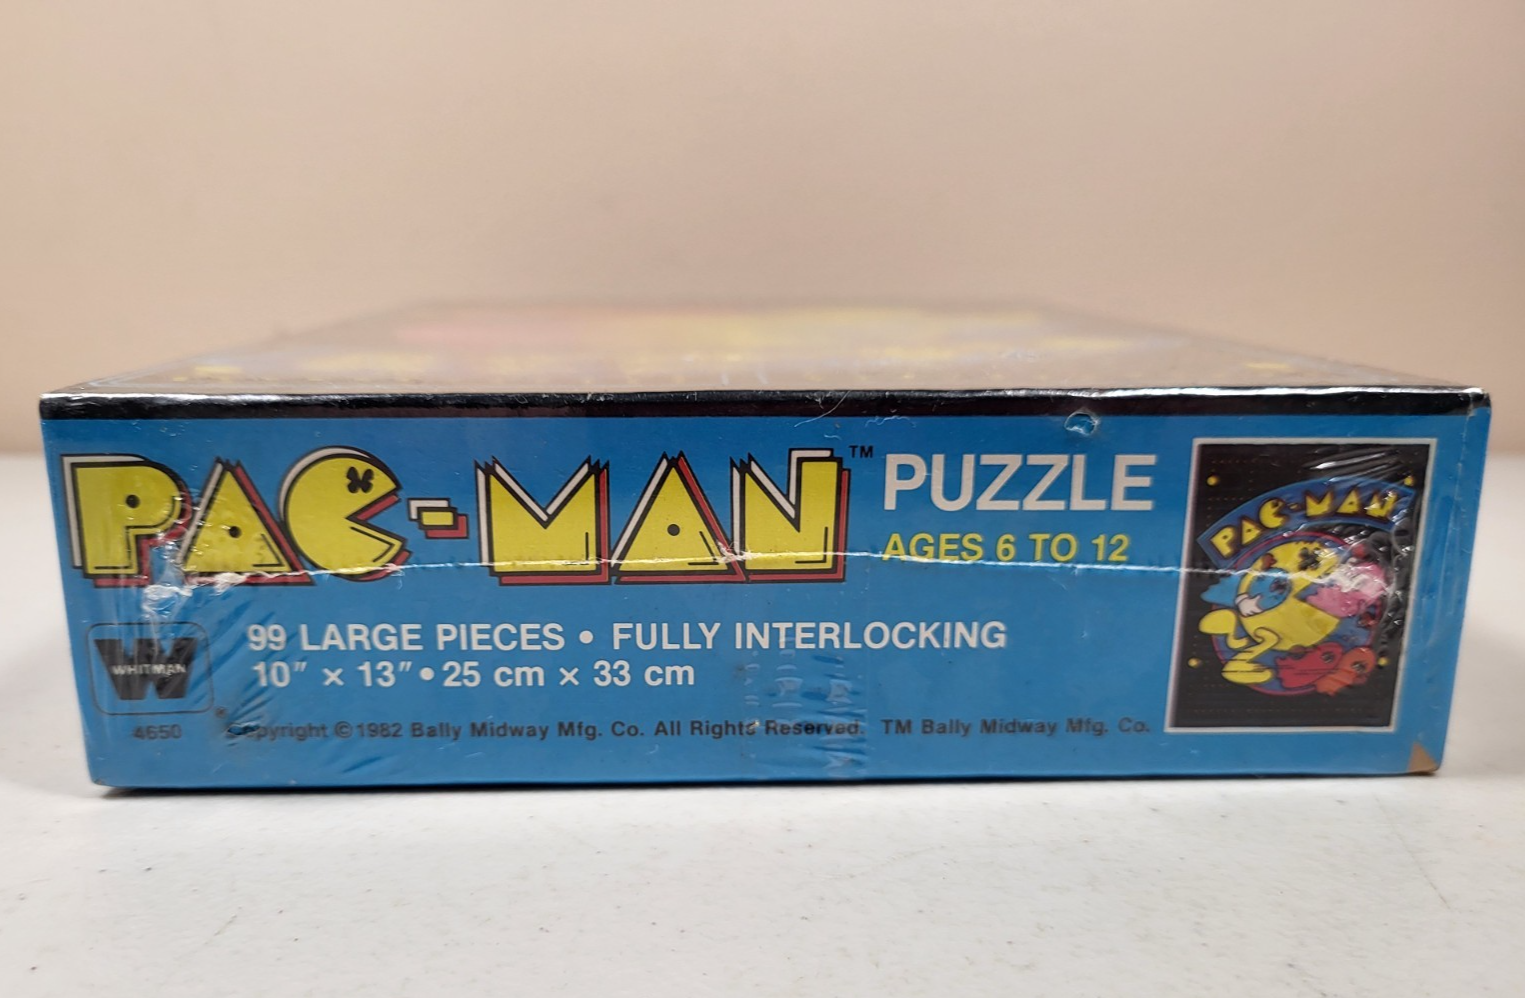 PAC-MAN™ PUZZLE
AGES 6 TO 12
PAC-MAN
99 LARGE PIECES • FULLY INTERLOCKING
10" × 13" • 25 cm × 33 cm
WHITMAN
W
®
4650
Copyright © 1982 Bally Midway Mfg. Co. All Rights Reserved. TM Bally Midway Mfg. Co.